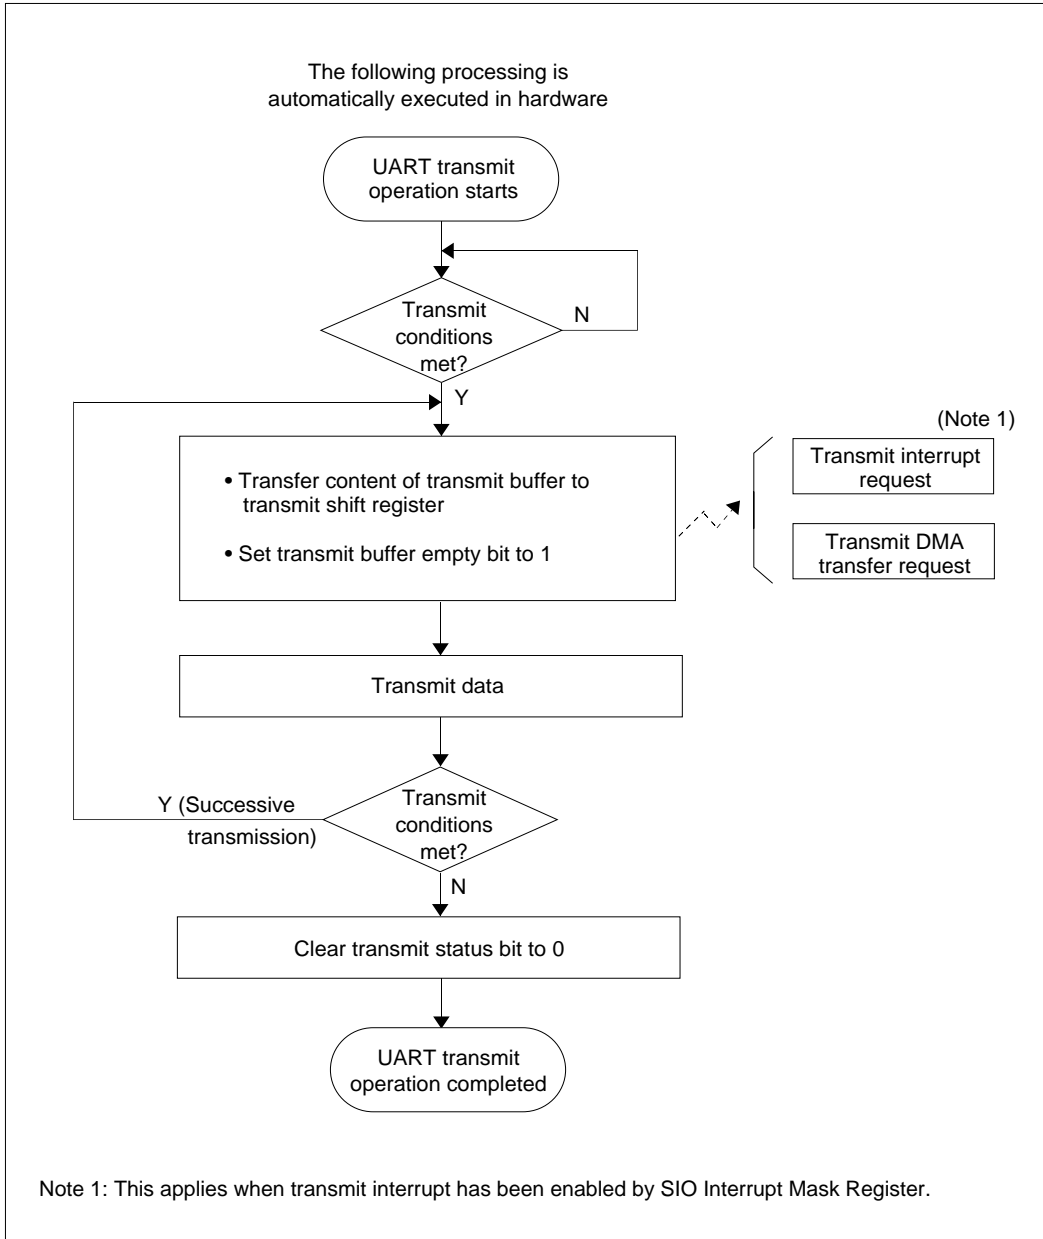 The following processing is
automatically executed in hardware
UART transmit
operation starts
Transmit
conditions
met?
N
Y
• Transfer content of transmit buffer to
transmit shift register
• Set transmit buffer empty bit to 1
(Note 1)
Transmit interrupt
request
Transmit DMA
transfer request
Transmit data
Transmit
conditions
met?
Y (Successive
transmission)
N
Clear transmit status bit to 0
UART transmit
operation completed
Note 1: This applies when transmit interrupt has been enabled by SIO Interrupt Mask Register.